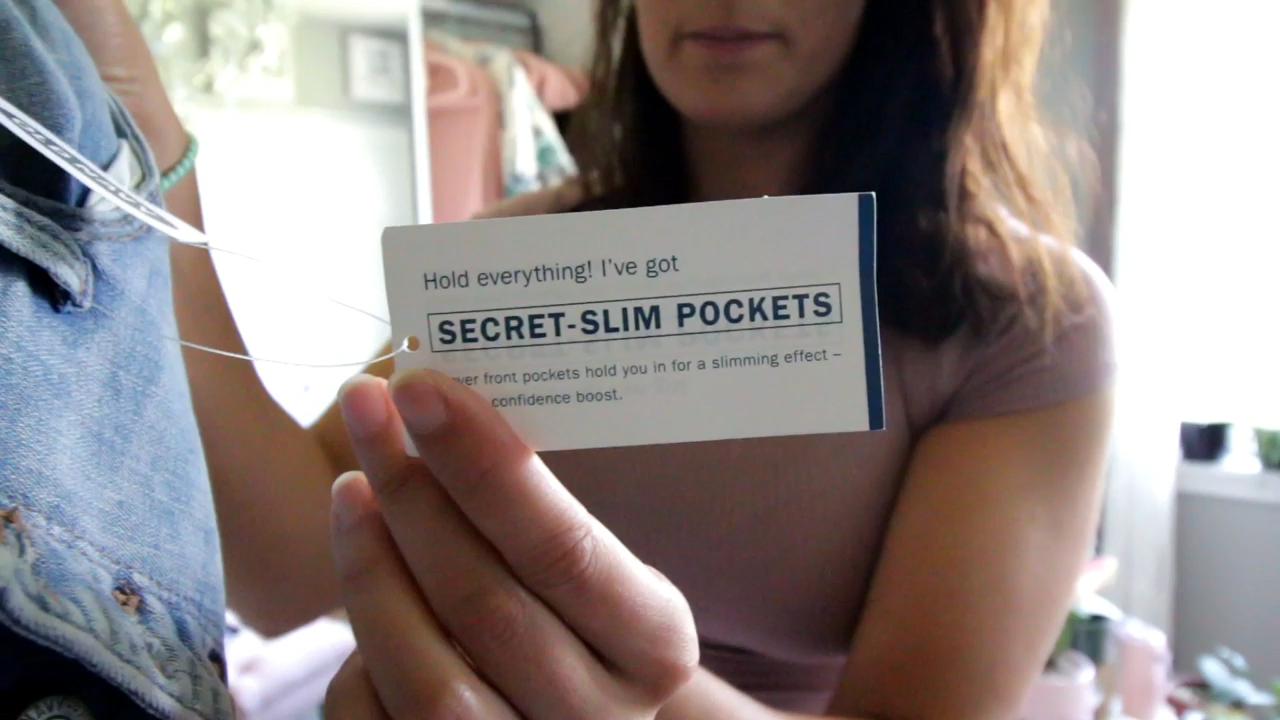 Hold everything! I've got
SECRET-SLIM POCKETS
front pockets hold you in for a slimming effect –
confidence boost.